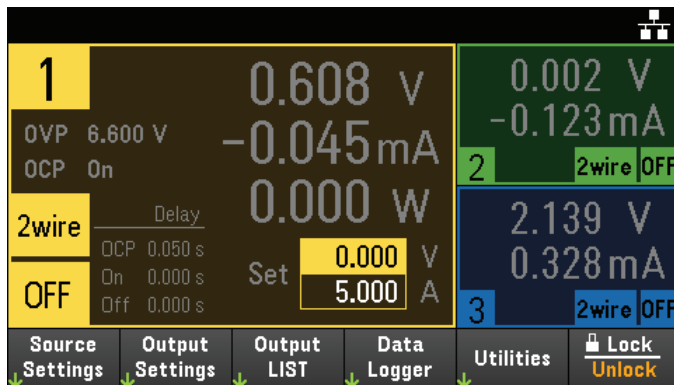 1
0.608 V
OVP 6.600 V
-0.045 mA
OCP On
0.000 W
2wire
Delay
OCP 0.050 s
On 0.000 s
Off 0.000 s
OFF
Set
0.000 V
5.000 A
0.002 V
-0.123 mA
2 2wire OFF
2.139 V
0.328 mA
3 2wire OFF
Source Settings
Output Settings
Output LIST
Data Logger
Utilities
Lock
Unlock